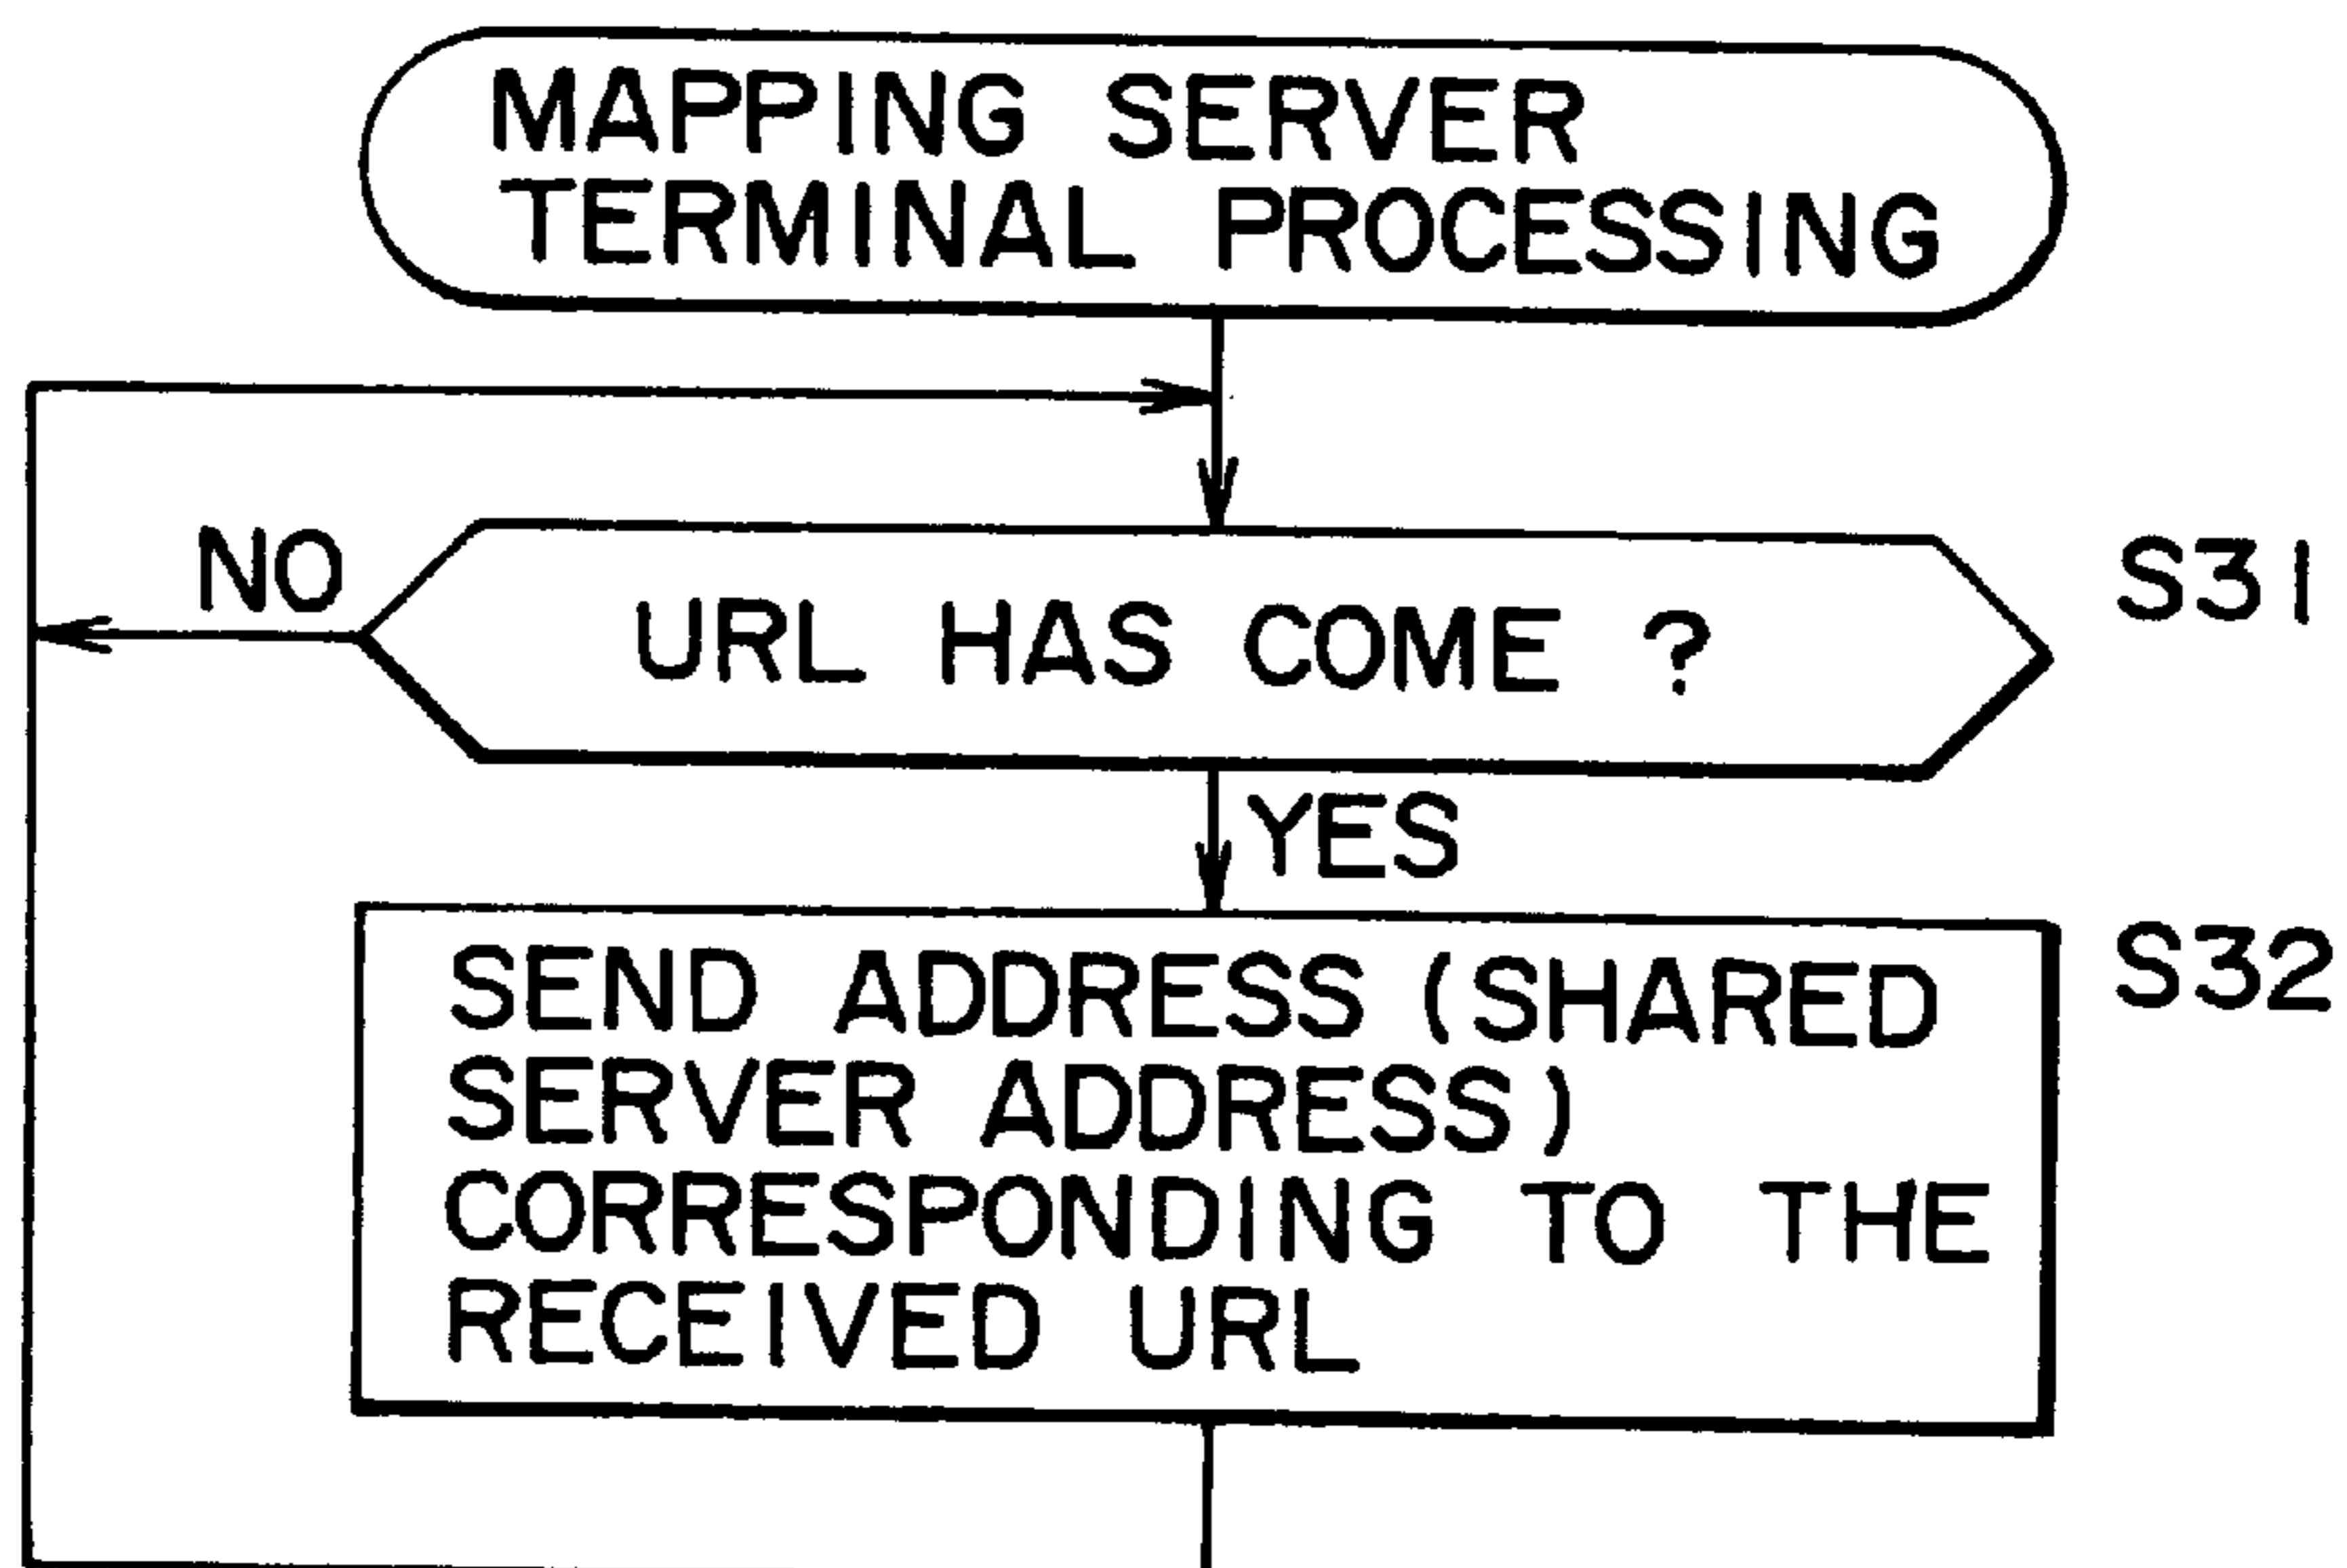 MAPPING SERVER
TERMINAL PROCESSING
NO
URL HAS COME ?
S31
YES
SEND ADDRESS (SHARED
SERVER ADDRESS)
CORRESPONDING TO THE
RECEIVED URL
S32